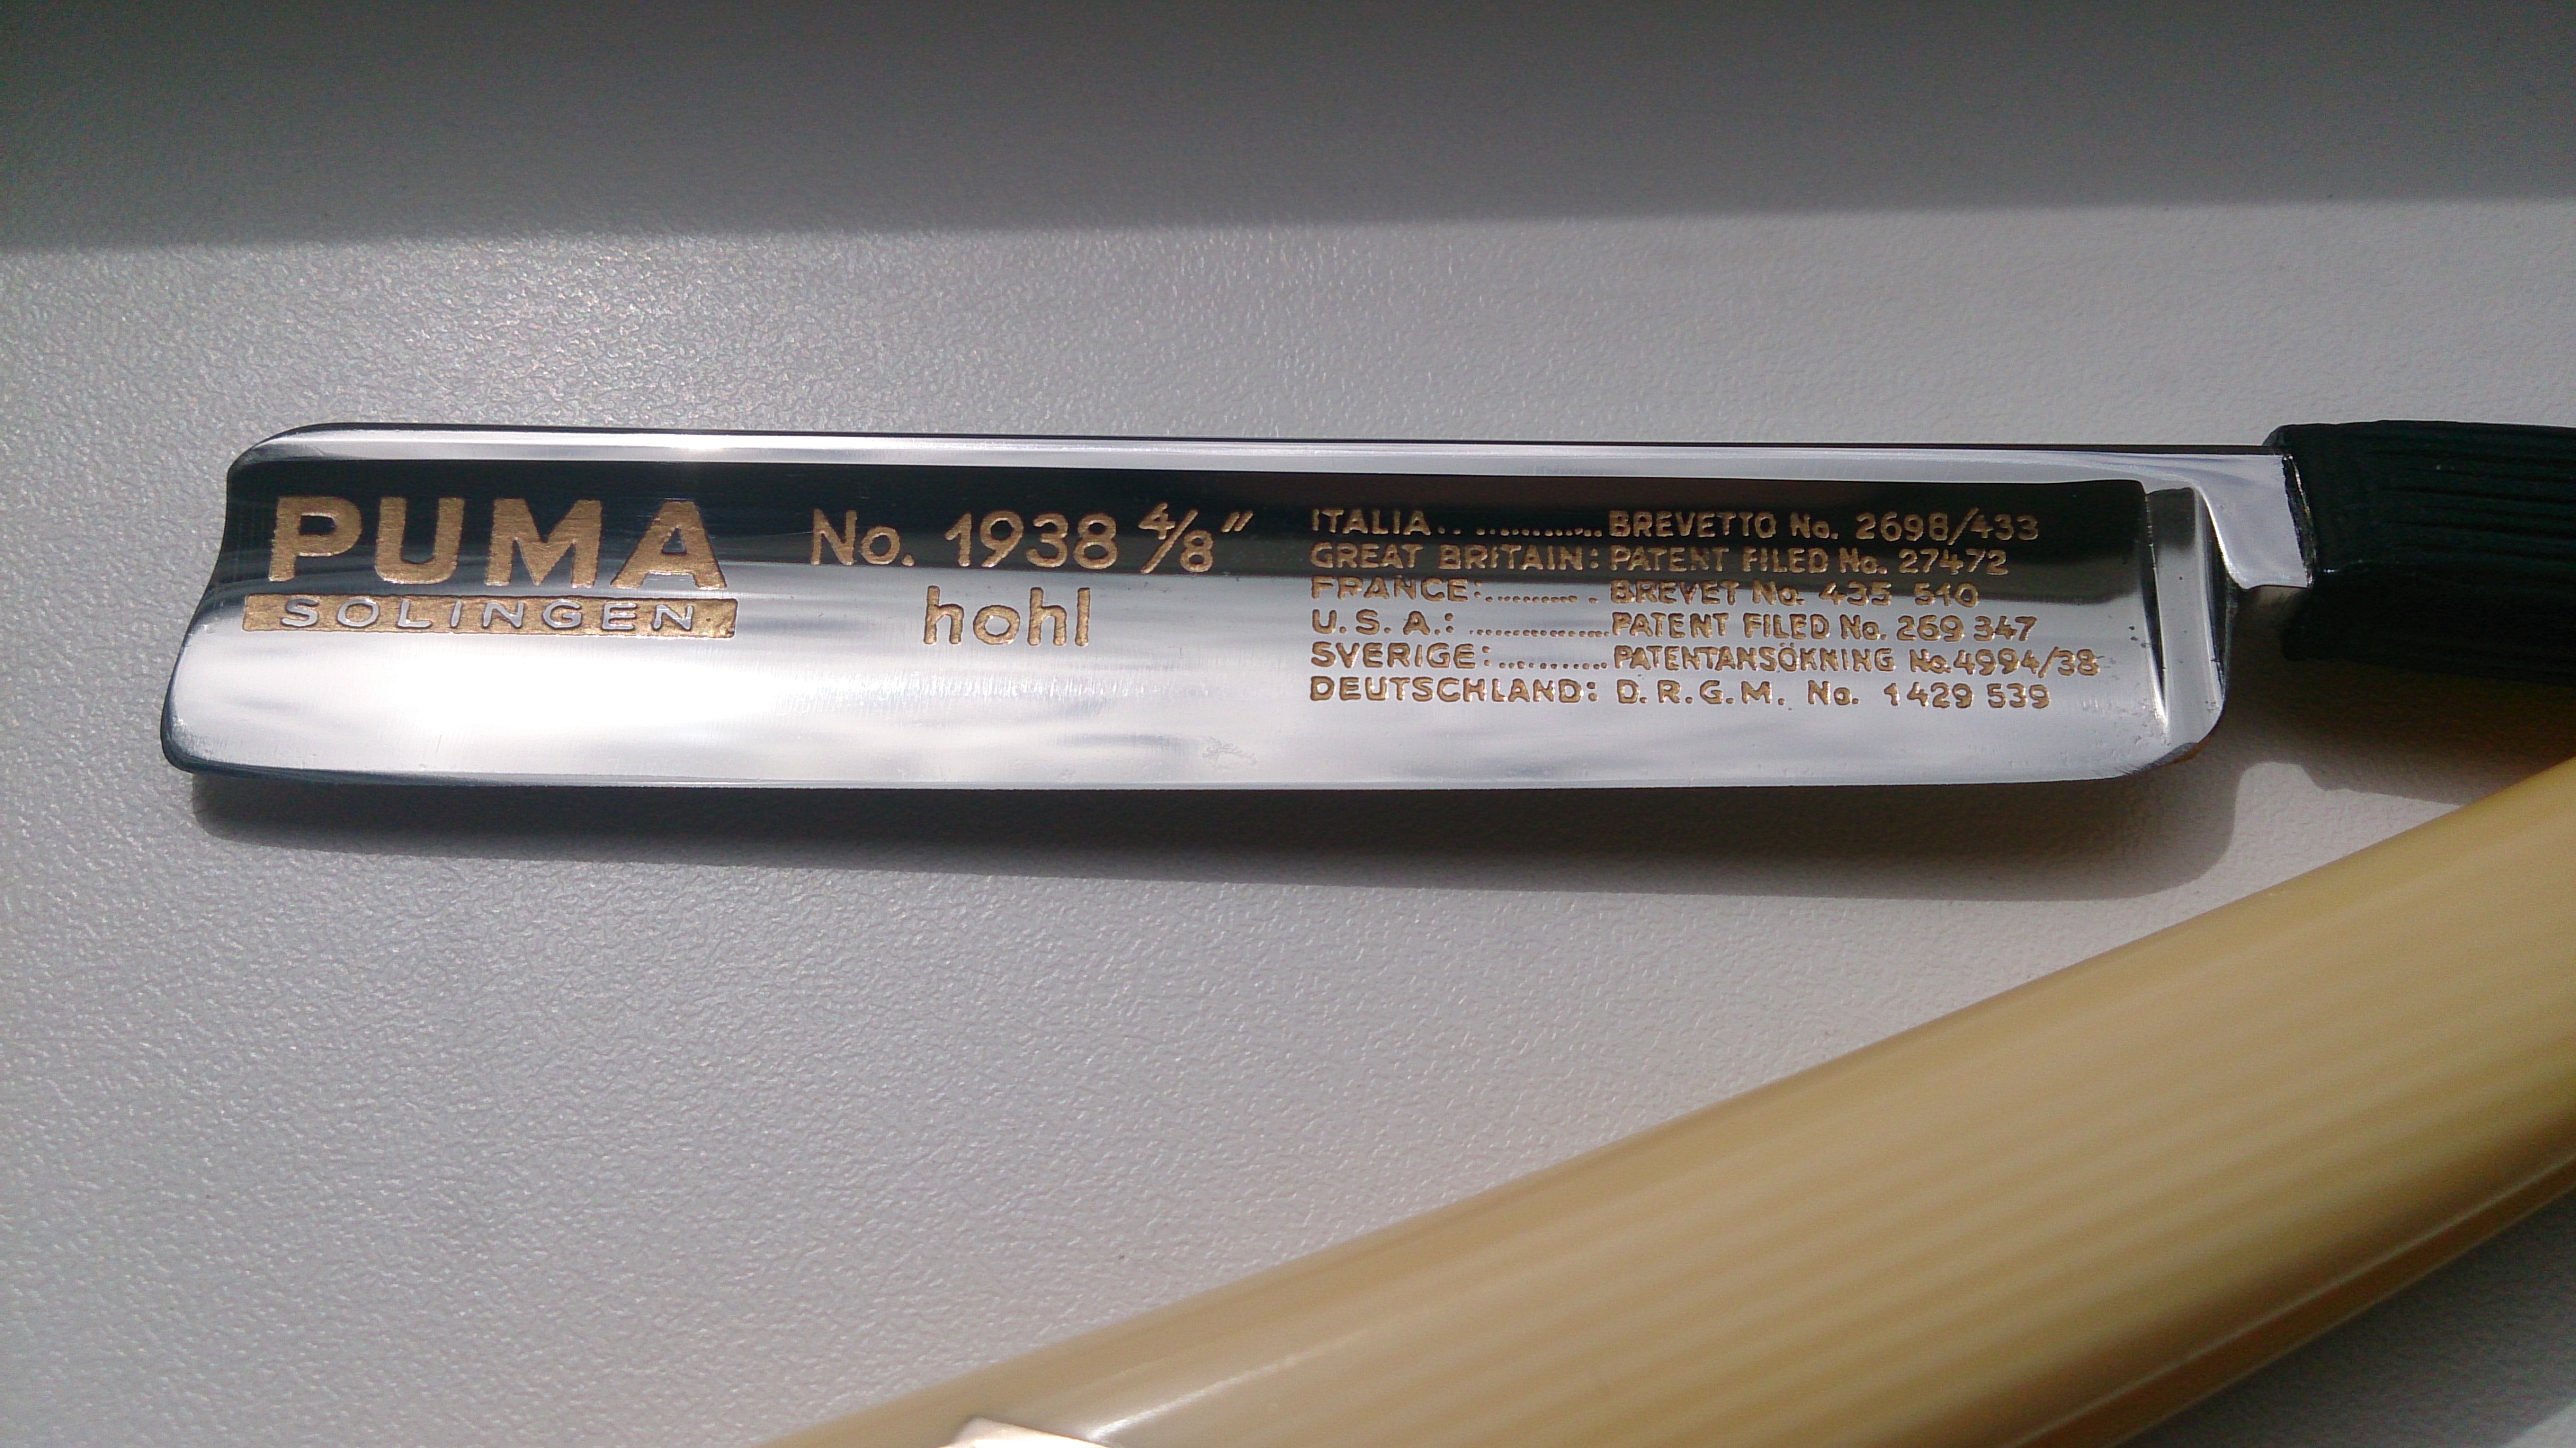 PUMA
SOLINGEN
No. 1938 4/8"
hohl
ITALIA.. ............ BREVETTO No. 2698/433
GREAT BRITAIN: PATENT FILED No. 27472
FRANCE:........... . BREVET No. 435 540
U. S. A.: ................PATENT FILED No. 269 347
SVERIGE:...........PATENTANSÖKNING No. 4994/38
DEUTSCHLAND: D. R. G. M. No. 1429 539